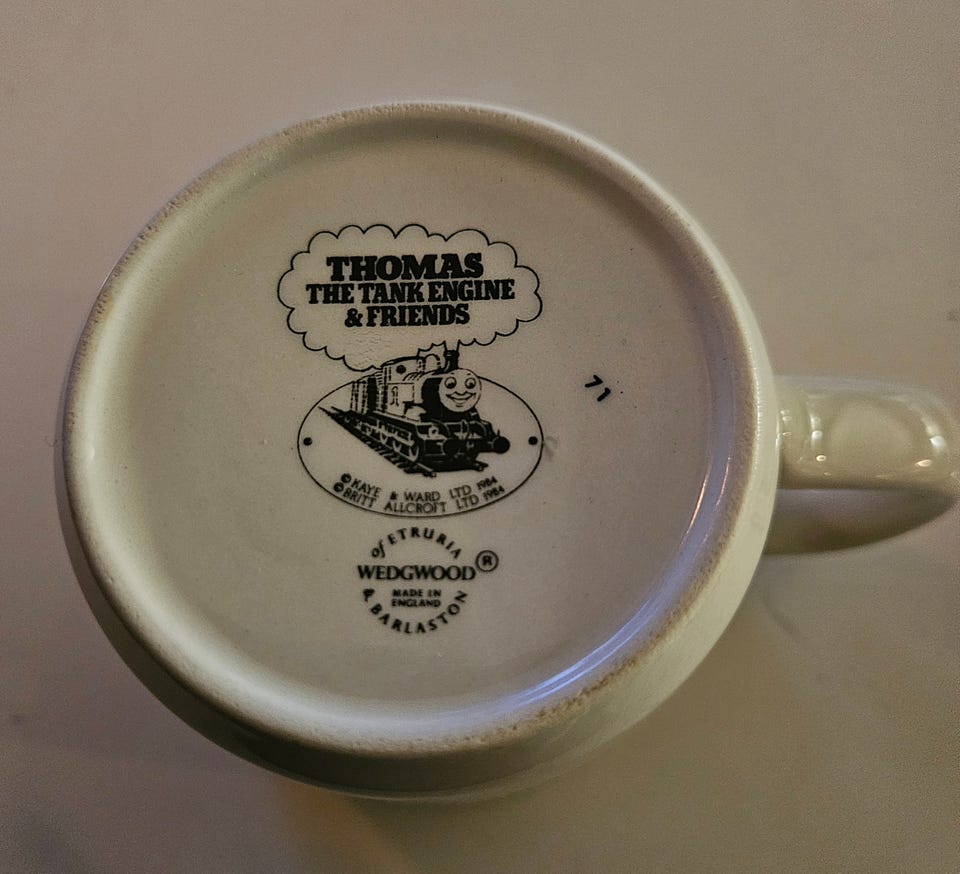 THOMAS
THE TANK ENGINE
& FRIENDS
71
© KAYE & WARD LTD 1984
© BRITT ALLCROFT LTD 1984
of ETRURIA
WEDGWOOD ®
MADE IN
ENGLAND
& BARLASTON